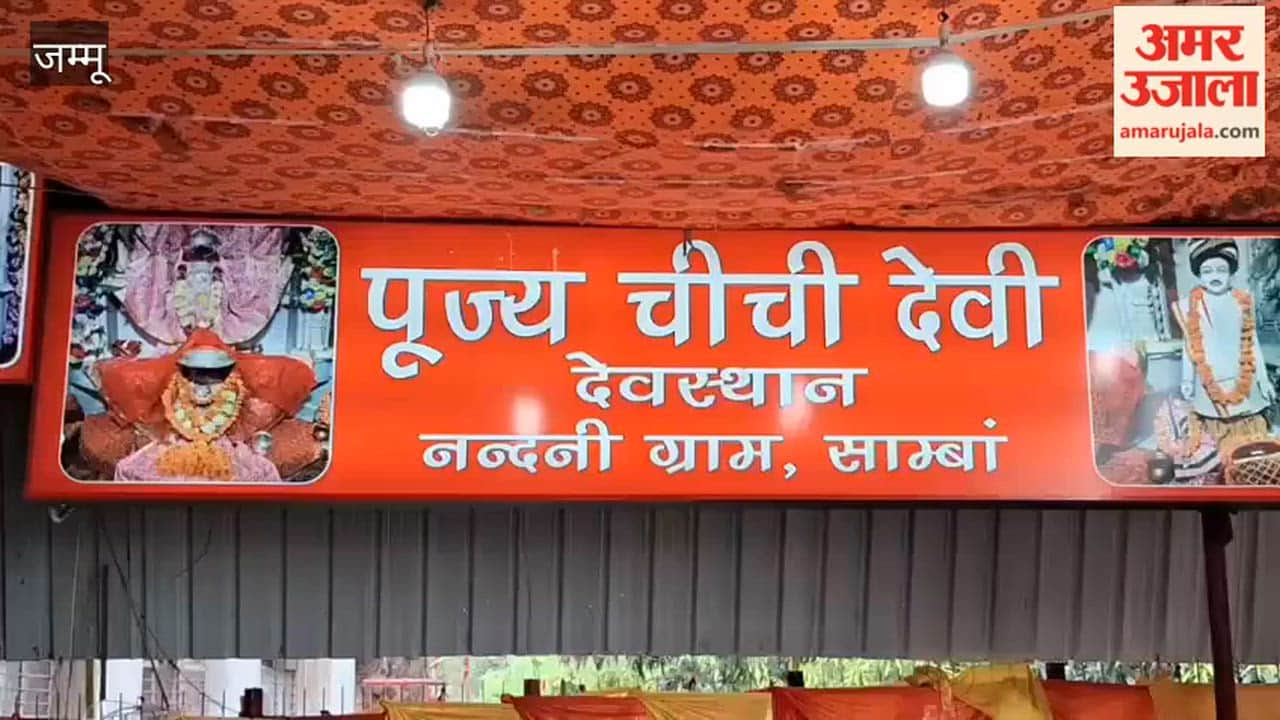 जम्मू
अमर
उजाला
amarujala.com
पूज्य चीची देवी
देवस्थान
नन्दनी ग्राम, साम्बां